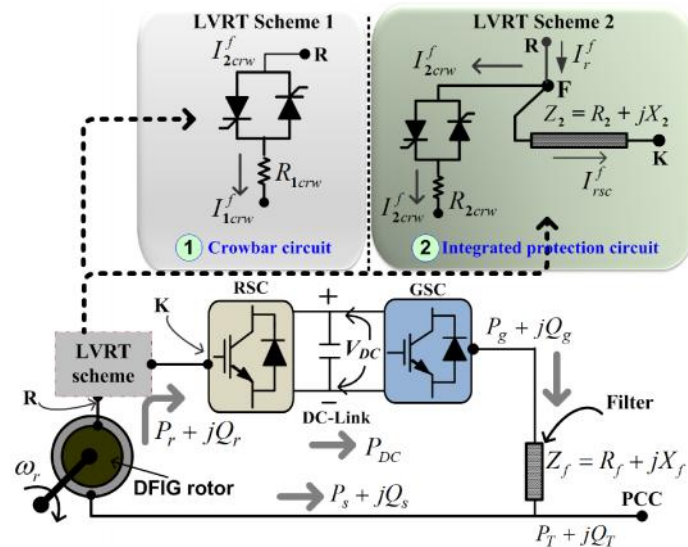 LVRT Scheme 1
I_{2crw}^f
R
R_{1crw}
I_{1crw}^f
1 Crowbar circuit
LVRT Scheme 2
R
I_r^f
I_{2crw}^f
F
Z_2 = R_2 + jX_2
K
I_{rsc}^f
I_{2crw}^f
R_{2crw}
2 Integrated protection circuit
K
RSC
GSC
+
V_{DC}
−
DC-Link
P_g + jQ_g
LVRT
scheme
R
P_r + jQ_r
P_{DC}
Filter
Z_f = R_f + jX_f
ω_r
DFIG rotor
P_s + jQ_s
PCC
P_T + jQ_T